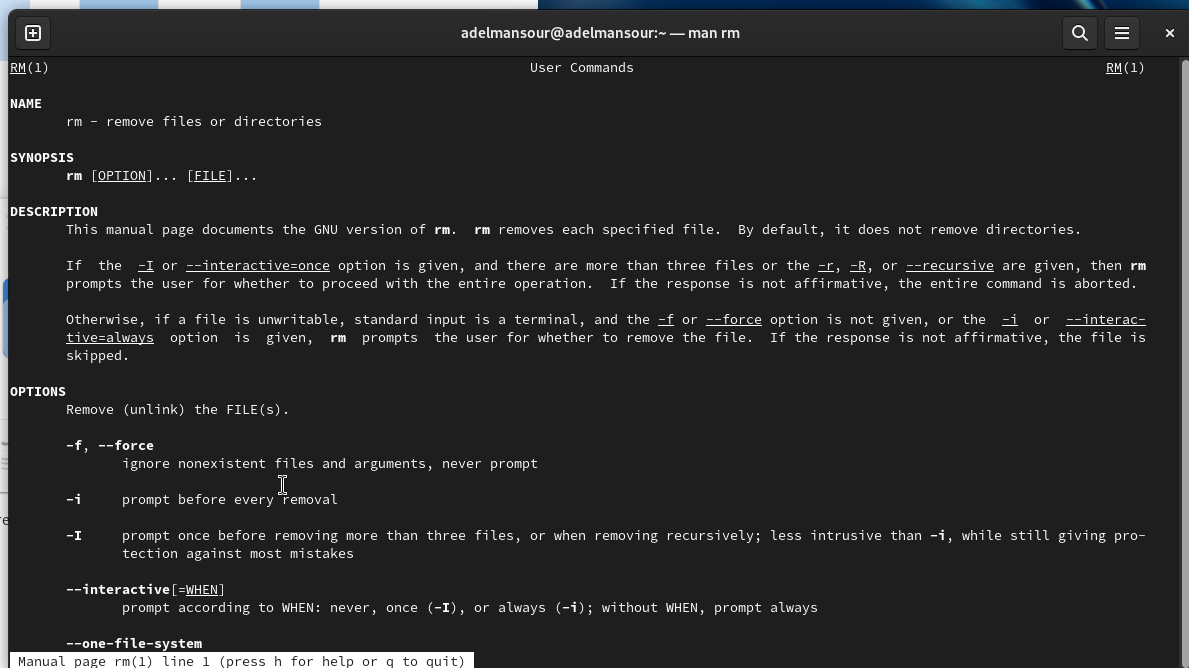 adelmansour@adelmansour:~ — man rm
RM(1) User Commands RM(1)
NAME
rm - remove files or directories
SYNOPSIS
rm [OPTION]... [FILE]...
DESCRIPTION
This manual page documents the GNU version of rm. rm removes each specified file. By default, it does not remove directories.
If the -I or --interactive=once option is given, and there are more than three files or the -r, -R, or --recursive are given, then rm
prompts the user for whether to proceed with the entire operation. If the response is not affirmative, the entire command is aborted.
Otherwise, if a file is unwritable, standard input is a terminal, and the -f or --force option is not given, or the -i or --interac-
tive=always option is given, rm prompts the user for whether to remove the file. If the response is not affirmative, the file is
skipped.
OPTIONS
Remove (unlink) the FILE(s).
-f, --force
ignore nonexistent files and arguments, never prompt
-i prompt before every removal
-I prompt once before removing more than three files, or when removing recursively; less intrusive than -i, while still giving pro-
tection against most mistakes
--interactive[=WHEN]
prompt according to WHEN: never, once (-I), or always (-i); without WHEN, prompt always
--one-file-system
Manual page rm(1) line 1 (press h for help or q to quit)